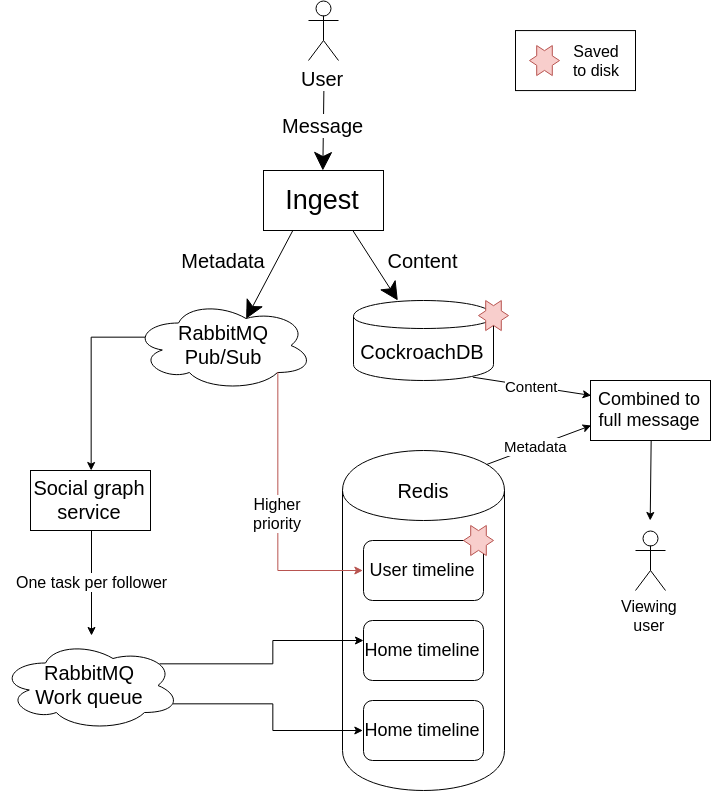 Saved
to disk
User
Message
Ingest
Metadata
Content
RabbitMQ
Pub/Sub
CockroachDB
Content
Combined to
full message
Metadata
Redis
Social graph
service
Higher
priority
User timeline
One task per follower
Viewing
user
Home timeline
RabbitMQ
Work queue
Home timeline